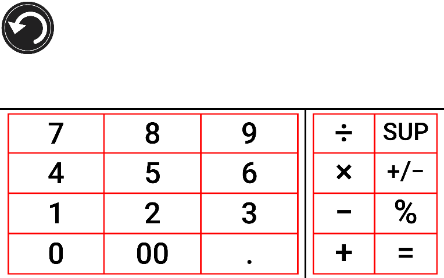 7 8 9 ÷ SUP
4 5 6 × +/−
1 2 3 − %
0 00 . + =